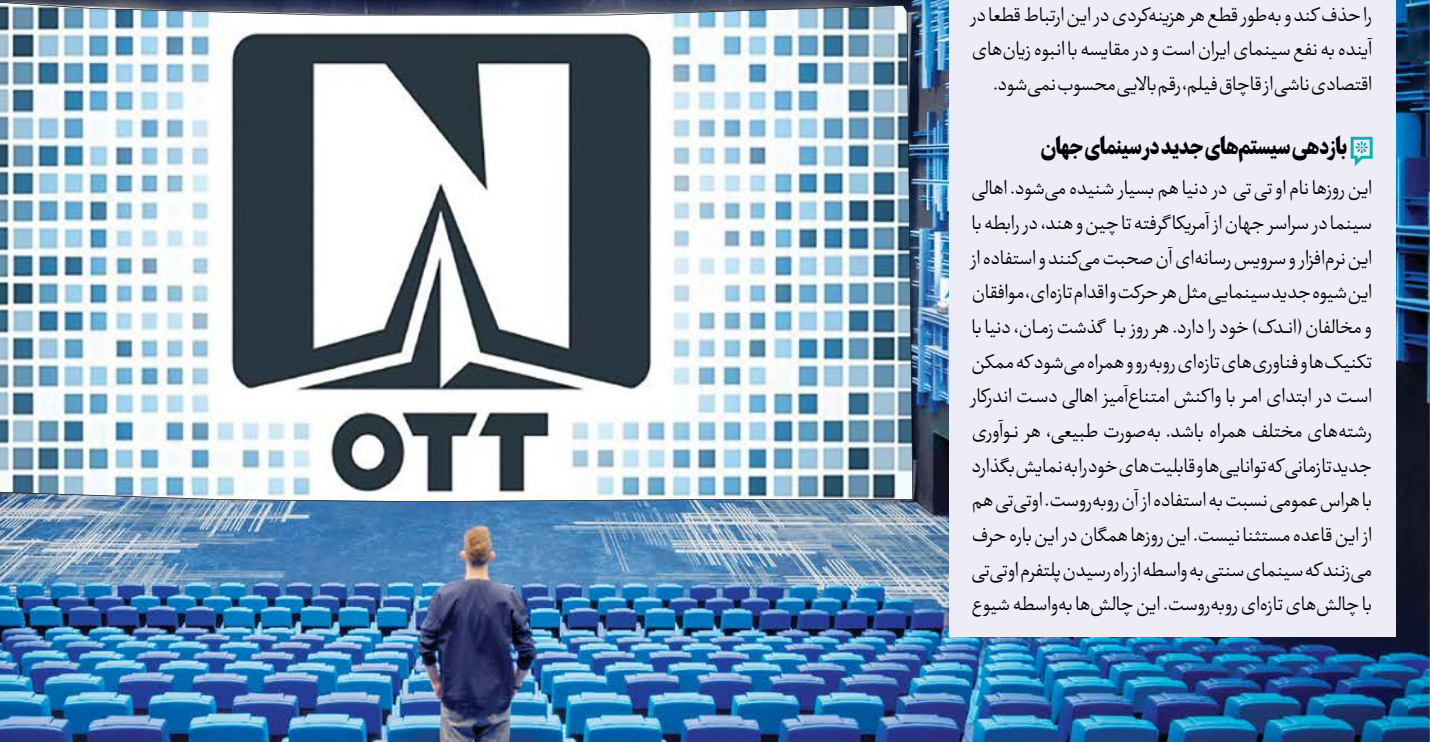 را حذف کند و به‌طور قطع هر هزینه‌کردی در این ارتباط قطعا در
آینده به نفع سینمای ایران است و در مقایسه با انبوه زیان‌های
اقتصادی ناشی از قاچاق فیلم، رقم بالایی محسوب نمی‌شود.
بازدهی سیستم‌های جدید در سینمای جهان
این روزها نام او تی تی در دنیا هم بسیار شنیده می‌شود. اهالی
سینما در سراسر جهان از آمریکا گرفته تا چین و هند، در رابطه با
این نرم‌افزار و سرویس رسانه‌ای آن صحبت می‌کنند و استفاده از
این شیوه جدید سینمایی مثل هر حرکت و اقدام تازه‌ای، موافقان
و مخالفان (اندک) خود را دارد. هر روز با گذشت زمان، دنیا با
تکنیک‌ها و فناوری‌های تازه‌ای روبه‌رو و همراه می‌شود که ممکن
است در ابتدای امر با واکنش امتناع‌آمیز اهالی دست اندرکار
رشته‌های مختلف همراه باشد. به‌صورت طبیعی، هر نوآوری
جدید تا زمانی که توانایی‌ها و قابلیت‌های خود را به نمایش بگذارد
با هراس عمومی نسبت به استفاده از آن روبه‌روست. اوتی‌تی هم
از این قاعده مستثنا نیست. این روزها همگان در این باره حرف
می‌زنند که سینمای سنتی به واسطه از راه رسیدن پلتفرم اوتی‌تی
با چالش‌های تازه‌ای روبه‌روست. این چالش‌ها به‌واسطه شیوع
N
OTT